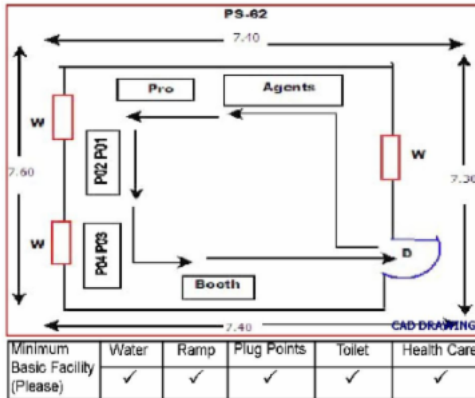 PS-62
7.40
Pro
Agents
W
W
7.60
P02 P01
7.30
W
P04 P03
D
Booth
7.40
CAD DRAWING
Minimum Basic Facility (Please)
Water
Ramp
Plug Points
Toilet
Health Care
✓ ✓ ✓ ✓ ✓